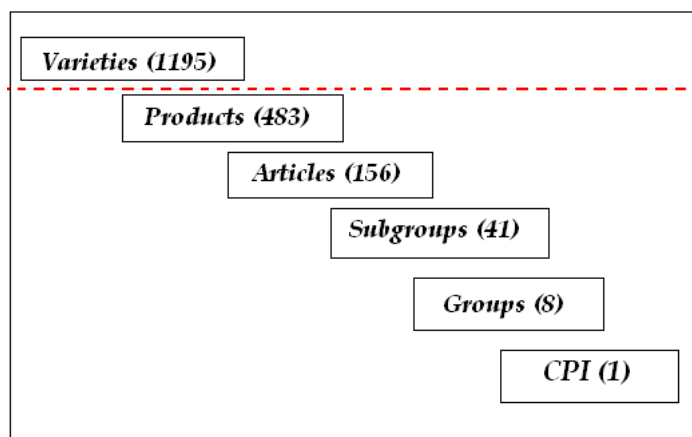 Varieties (1195)
Products (483)
Articles (156)
Subgroups (41)
Groups (8)
CPI (1)